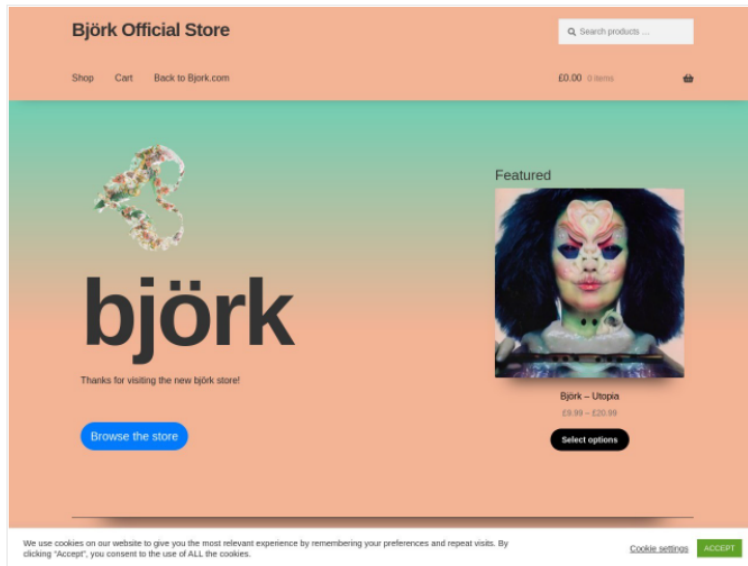 Björk Official Store
Search products …
Shop
Cart
Back to Bjork.com
£0.00 0 items
Featured
björk
Thanks for visiting the new björk store!
Browse the store
Björk – Utopia
£9.99 – £20.99
Select options
We use cookies on our website to give you the most relevant experience by remembering your preferences and repeat visits. By
clicking "Accept", you consent to the use of ALL the cookies.
Cookie settings
ACCEPT